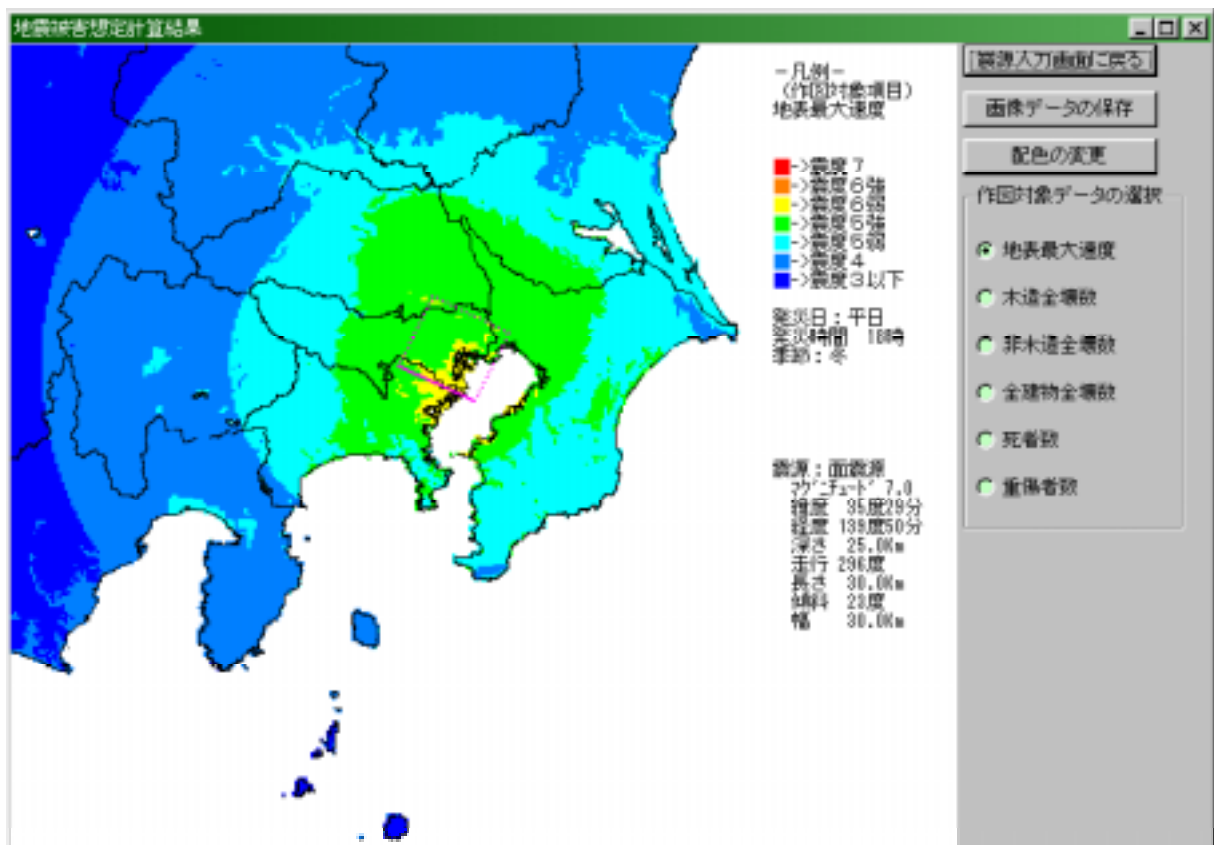 地震被害想定計算結果
－凡例－
(作図対象項目)
地表最大速度
->震度7
->震度6強
->震度6弱
->震度5強
->震度5弱
->震度4
->震度3以下
発災日：平日
発災時間 18時
季節：冬
震源：面震源
マグニチュード 7.0
緯度 35度29分
経度 139度50分
深さ 25.0Km
走行 296度
長さ 30.0Km
傾斜 23度
幅 30.0Km
震源入力画面に戻る
画像データの保存
配色の変更
作図対象データの選択
地表最大速度
木造全壊数
非木造全壊数
全建物全壊数
死者数
重傷者数